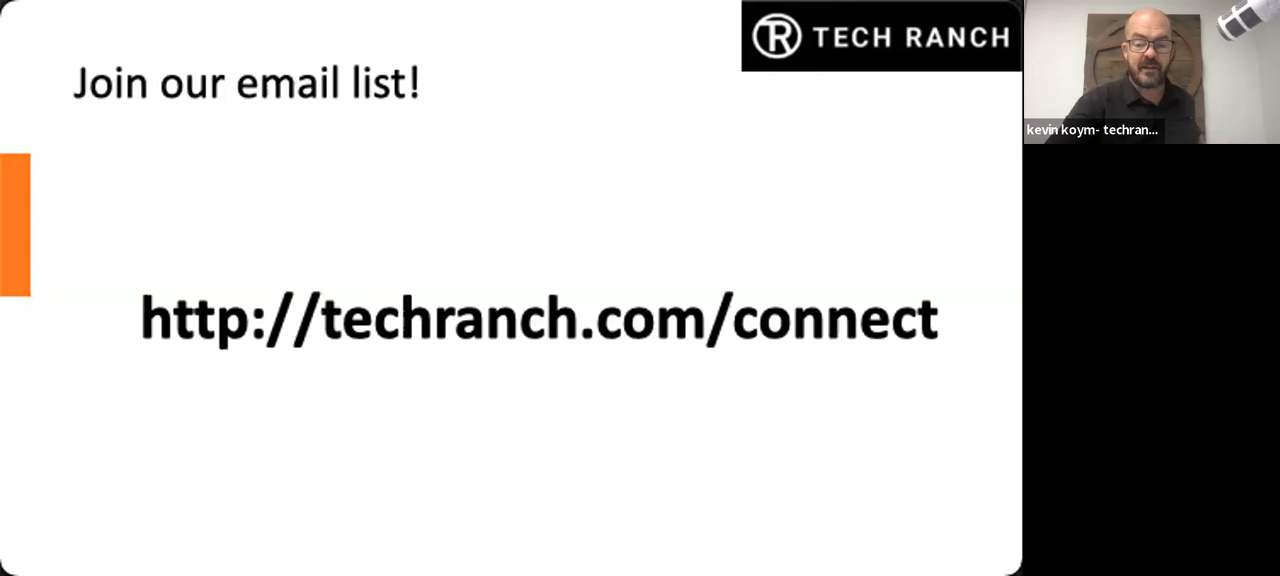 TECH RANCH
Join our email list!
kevin koym- techran...
http://techranch.com/connect